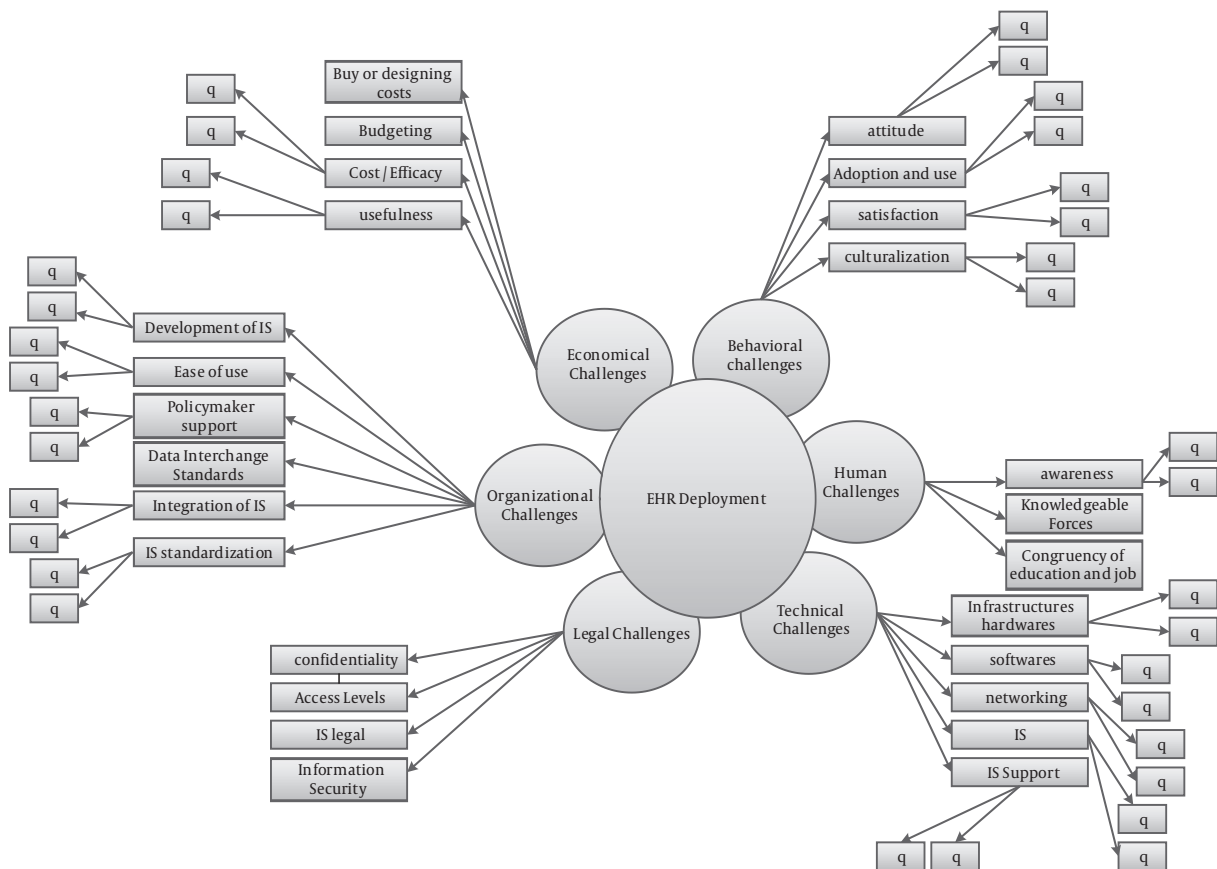 q
q
Buy or designing
costs
Budgeting
Cost / Efficacy
usefulness
q
q
q
q
attitude
Adoption and use
satisfaction
culturalization
q
q
q
q
q
q
q
q
Economical
Challenges
Behavioral
challenges
Development of IS
Ease of use
Policymaker
support
Data Interchange
Standards
Integration of IS
IS standardization
q
q
q
q
q
q
q
q
q
q
Organizational
Challenges
EHR Deployment
Human
Challenges
awareness
Knowledgeable
Forces
Congruency of
education and job
q
q
Legal Challenges
confidentiality
Access Levels
IS legal
Information
Security
Technical
Challenges
Infrastructures
hardwares
softwares
networking
IS
IS Support
q
q
q
q
q
q
q
q
q
q